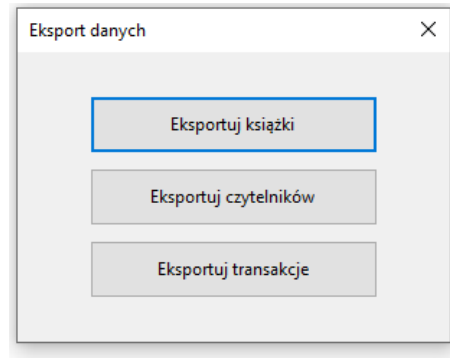 Eksport danych
Eksportuj książki
Eksportuj czytelników
Eksportuj transakcje